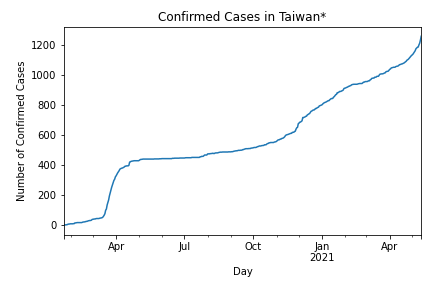 Confirmed Cases in Taiwan*
1200
1000
800
600
400
200
0
Number of Confirmed Cases
Apr
Jul
Oct
Jan
2021
Apr
Day